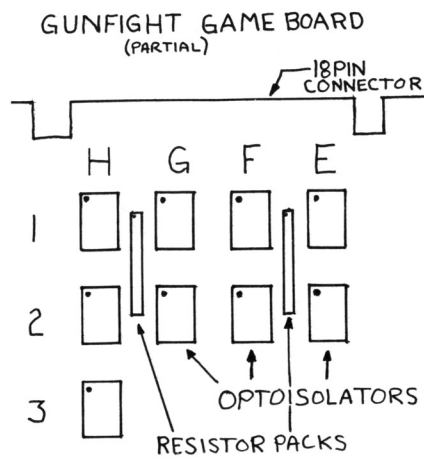 GUNFIGHT GAME BOARD
(PARTIAL)
18PIN
CONNECTOR
H G F E
1
2
3
OPTOISOLATORS
RESISTOR PACKS